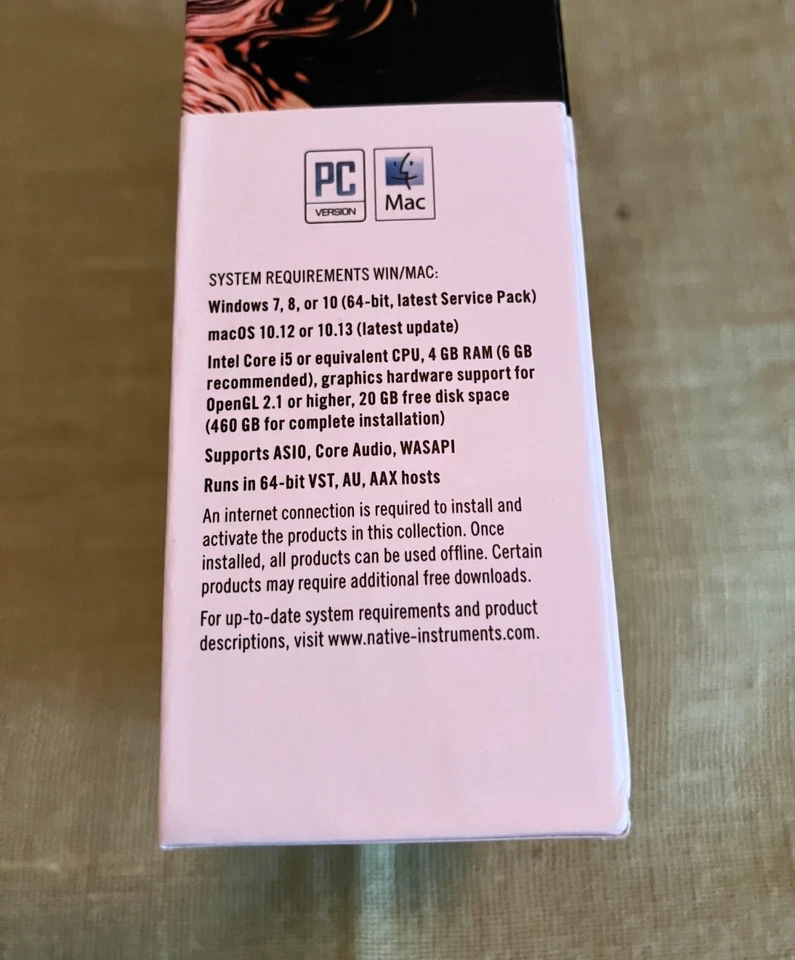 PC
VERSION
Mac
SYSTEM REQUIREMENTS WIN/MAC:
Windows 7, 8, or 10 (64-bit, latest Service Pack)
macOS 10.12 or 10.13 (latest update)
Intel Core i5 or equivalent CPU, 4 GB RAM (6 GB
recommended), graphics hardware support for
OpenGL 2.1 or higher, 20 GB free disk space
(460 GB for complete installation)
Supports ASIO, Core Audio, WASAPI
Runs in 64-bit VST, AU, AAX hosts
An internet connection is required to install and
activate the products in this collection. Once
installed, all products can be used offline. Certain
products may require additional free downloads.
For up-to-date system requirements and product
descriptions, visit www.native-instruments.com.